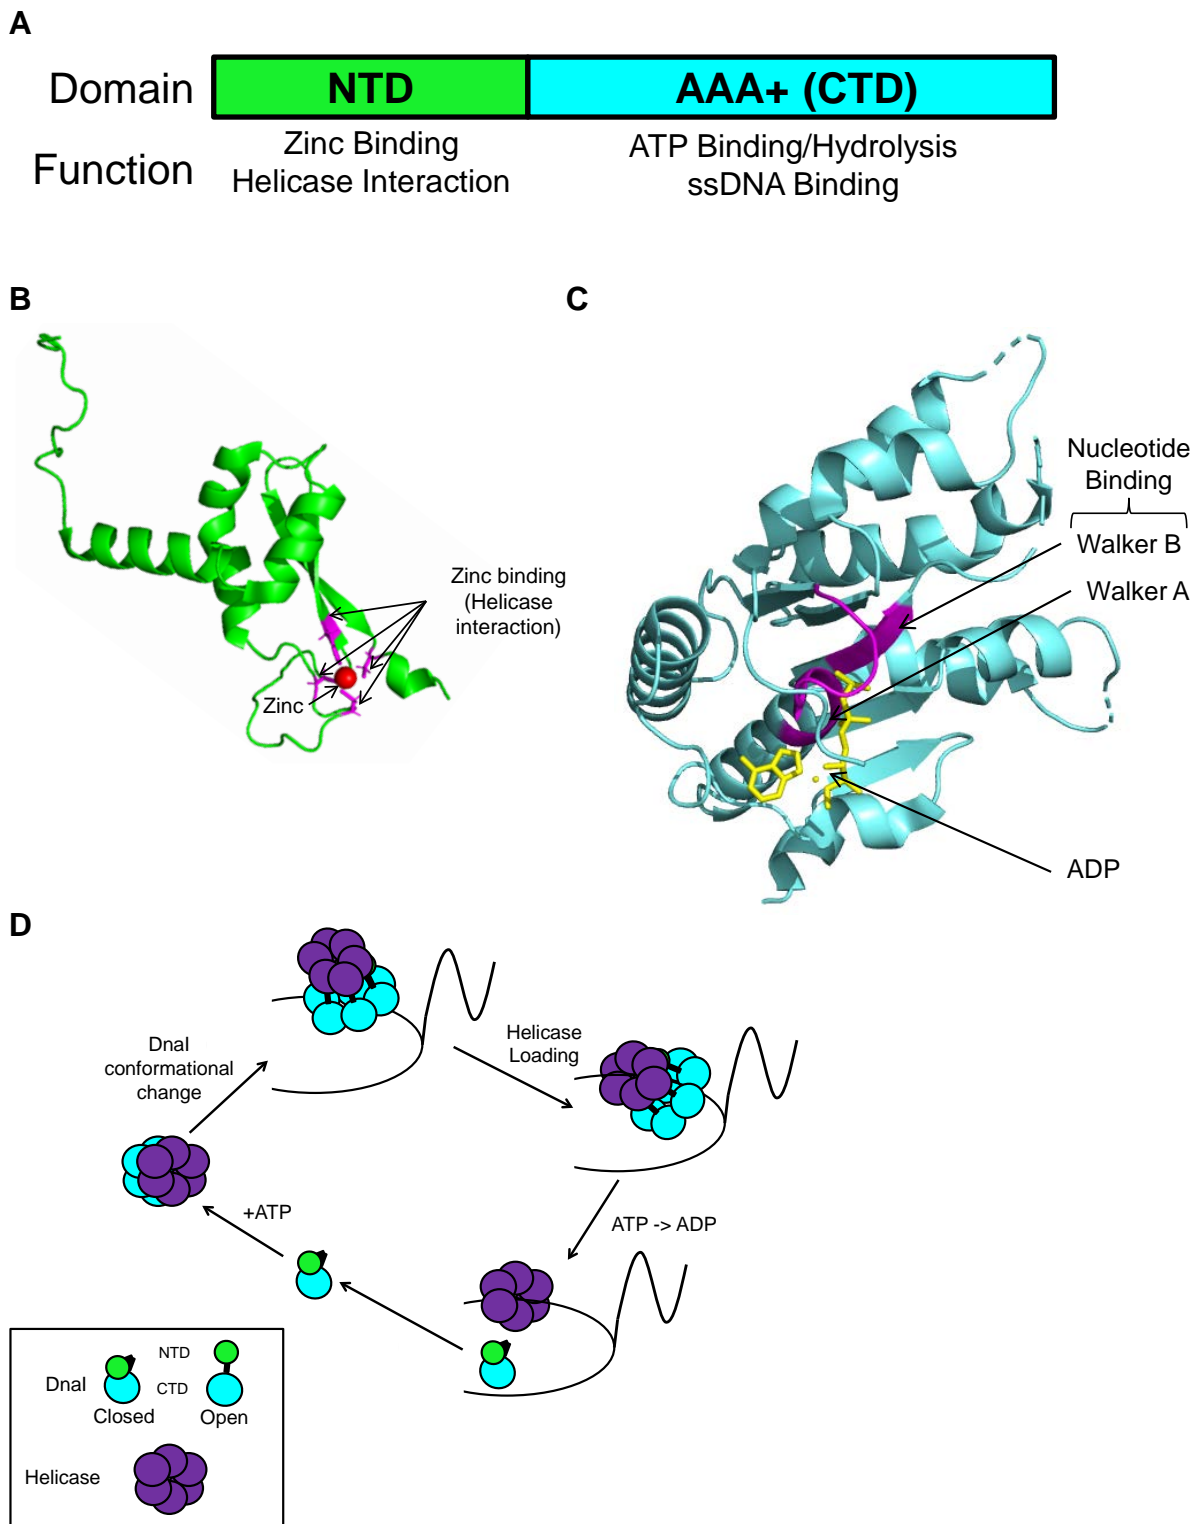 A
Domain
NTD
AAA+ (CTD)
Function
Zinc Binding
Helicase Interaction
ATP Binding/Hydrolysis
ssDNA Binding
B
Zinc binding
(Helicase
interaction)
Zinc
C
Nucleotide
Binding
Walker B
Walker A
ADP
D
DnaI
conformational
change
Helicase
Loading
ATP -> ADP
+ATP
DnaI
NTD
CTD
Closed
Open
Helicase